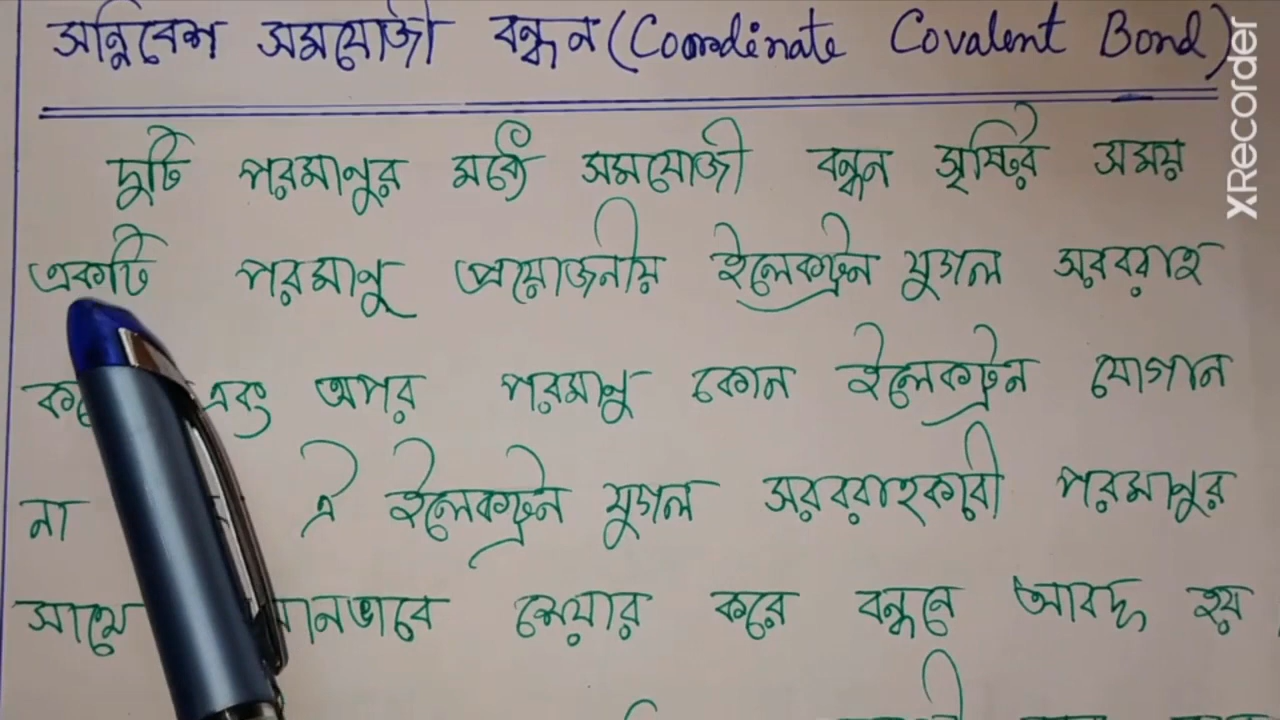 সন্নিবেশ সমযোজী বন্ধন (Coordinate Covalent Bond)
দুটি পরমানুর মধ্যে সমযোজী বন্ধন সৃষ্টির সময়
একটি পরমানু প্রয়োজনীয় ইলেকট্রন যুগল সরবরাহ
এবং অপর পরমানু কোন ইলেকট্রন যোগান
না ঐ ইলেকট্রন যুগল সরবরাহকারী পরমানুর
সাথে শেয়ার করে বন্ধনে আবদ্ধ হয়
XRecorder